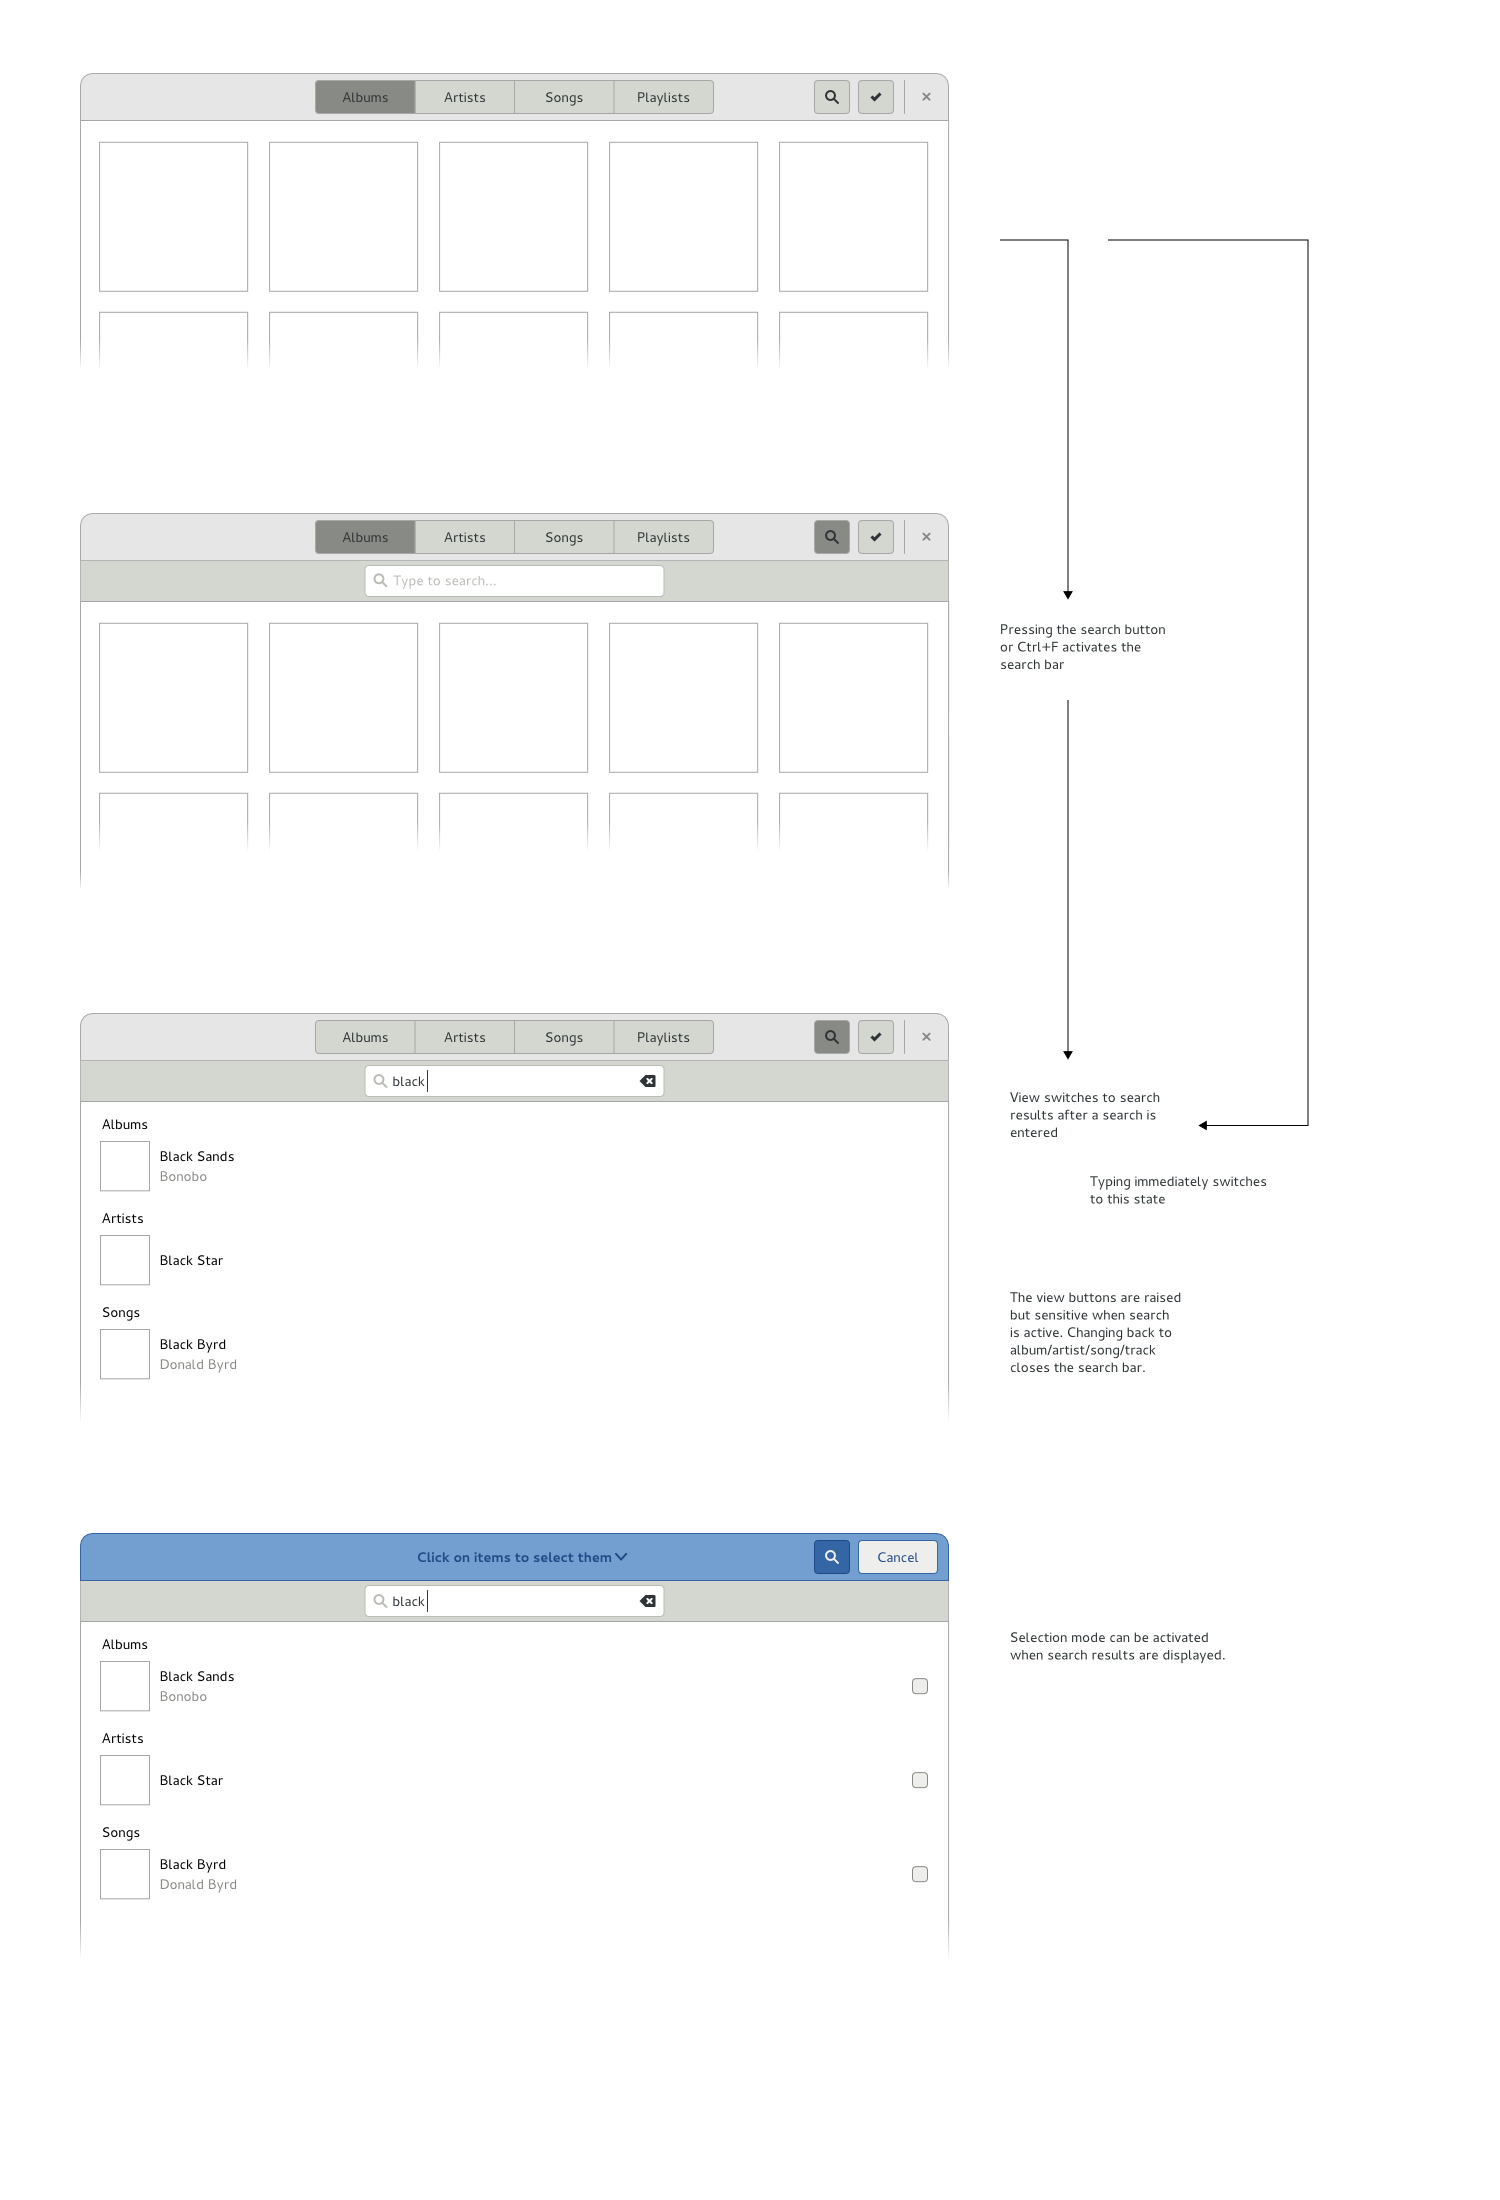 Albums Artists Songs Playlists
Albums Artists Songs Playlists
Type to search...
Pressing the search button
or Ctrl+F activates the
search bar
Albums Artists Songs Playlists
black
Albums
Black Sands
Bonobo
Artists
Black Star
Songs
Black Byrd
Donald Byrd
View switches to search
results after a search is
entered
Typing immediately switches
to this state
The view buttons are raised
but sensitive when search
is active. Changing back to
album/artist/song/track
closes the search bar.
Click on items to select them
Cancel
black
Albums
Black Sands
Bonobo
Artists
Black Star
Songs
Black Byrd
Donald Byrd
Selection mode can be activated
when search results are displayed.